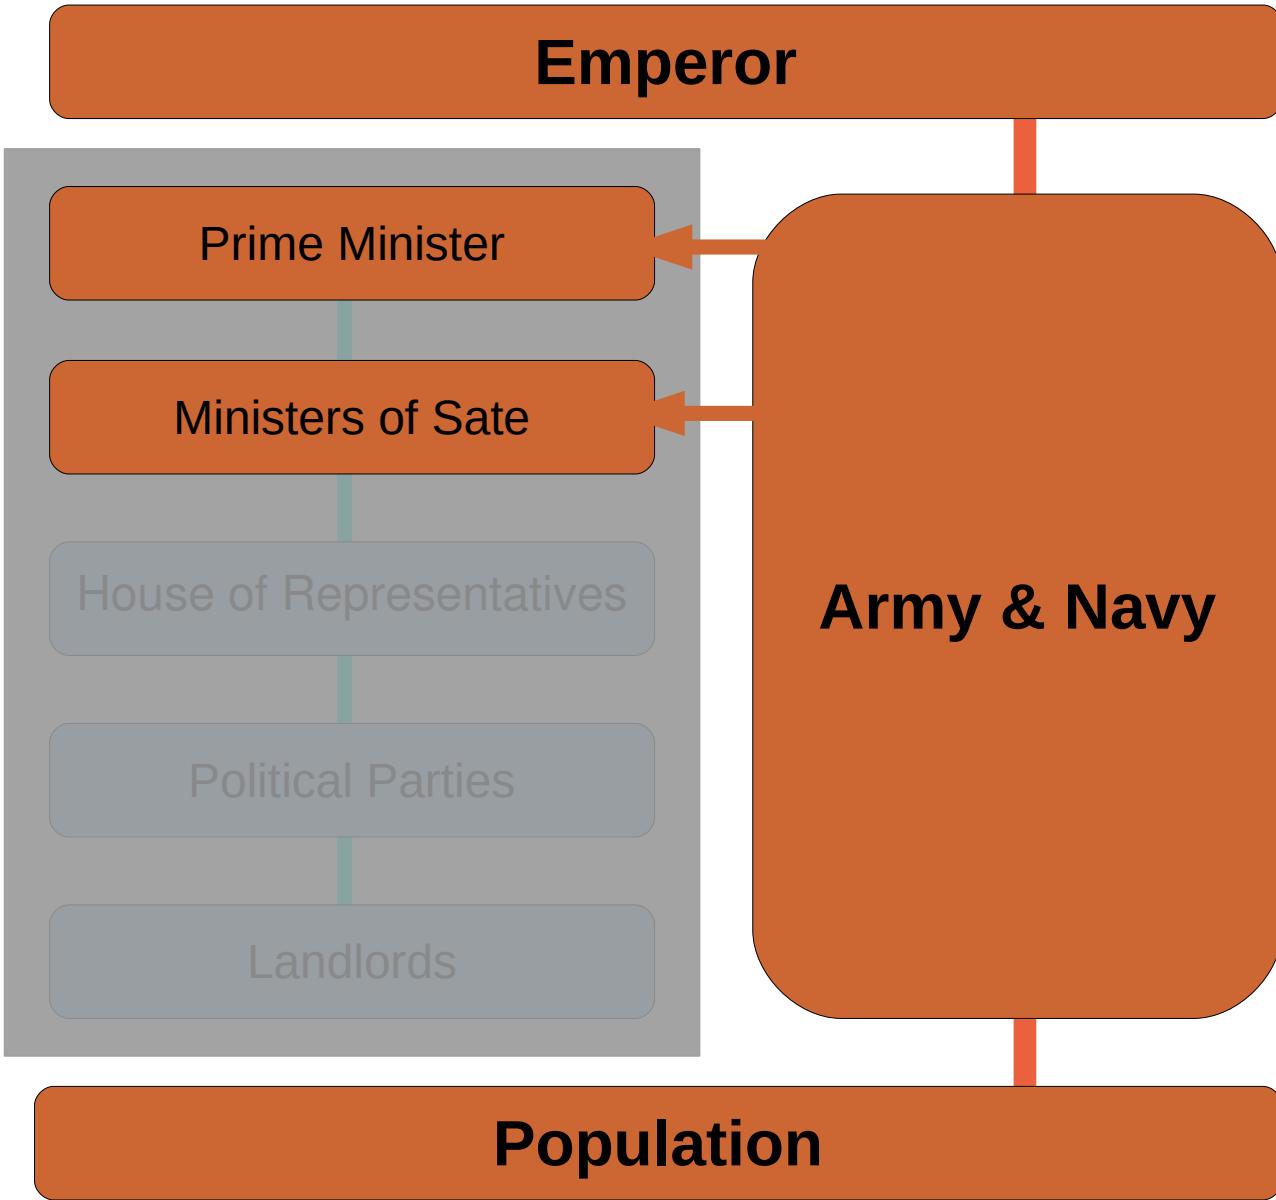 Emperor
Prime Minister
Ministers of Sate
House of Representatives
Army & Navy
Political Parties
Landlords
Population